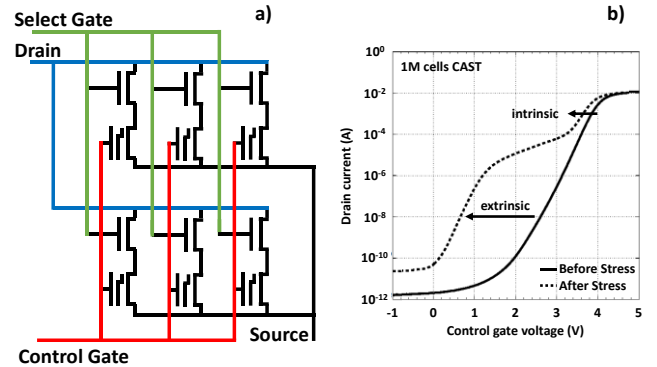 a)
Select Gate
Drain
Source
Control Gate
b)
10^0
10^-2
10^-4
10^-6
10^-8
10^-10
10^-12
Drain current (A)
1M cells CAST
intrinsic
extrinsic
Before Stress
After Stress
-1 0 1 2 3 4 5
Control gate voltage (V)